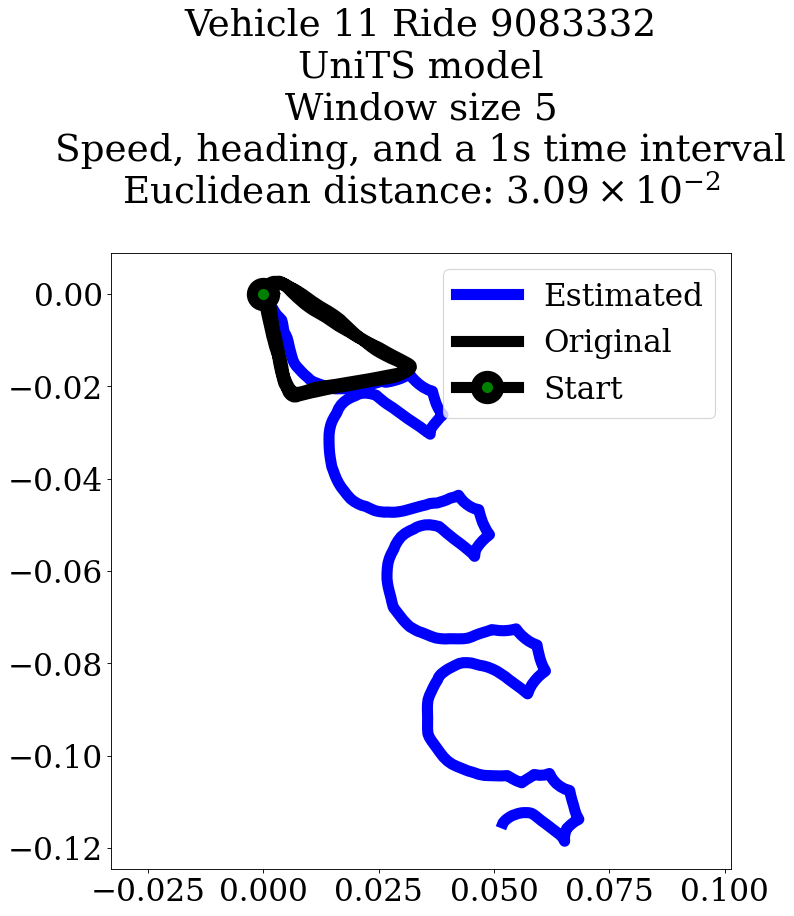 Vehicle 11 Ride 9083332
UniTS model
Window size 5
Speed, heading, and a 1s time interval
Euclidean distance: 3.09 × 10⁻²
Estimated
Original
Start
0.00
−0.02
−0.04
−0.06
−0.08
−0.10
−0.12
−0.025 0.000 0.025 0.050 0.075 0.100